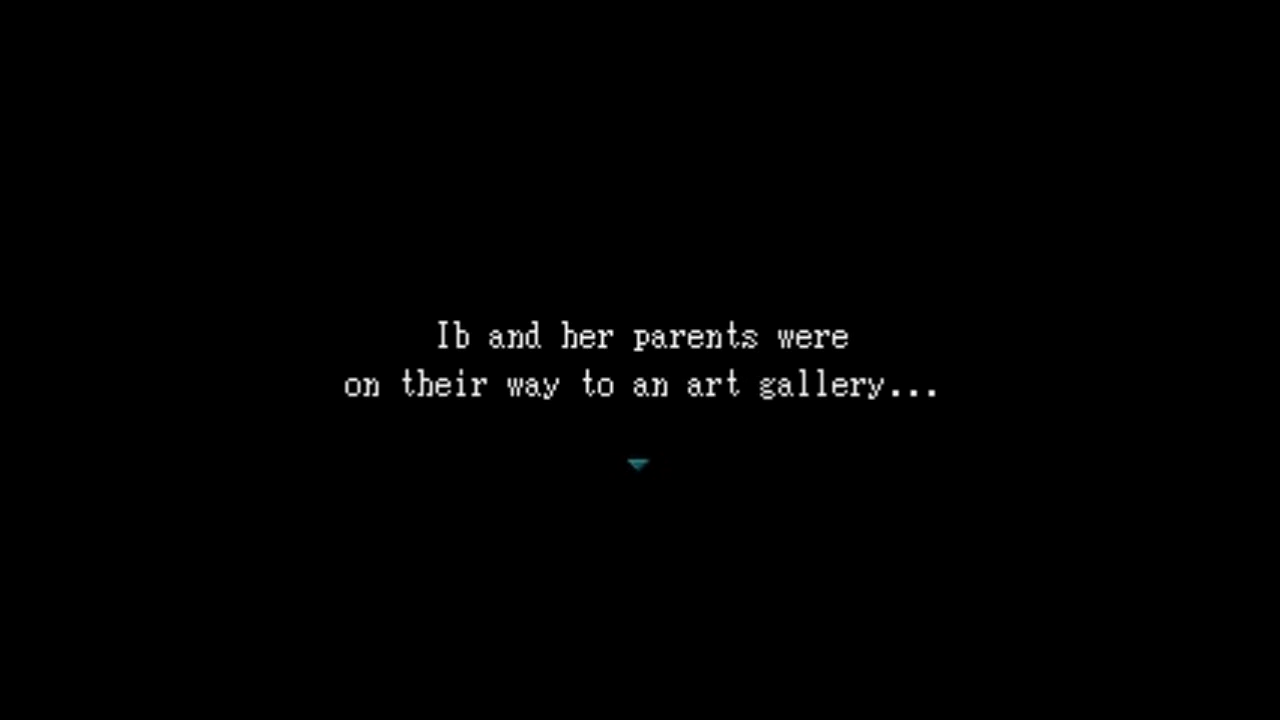 Ib and her parents were
on their way to an art gallery...